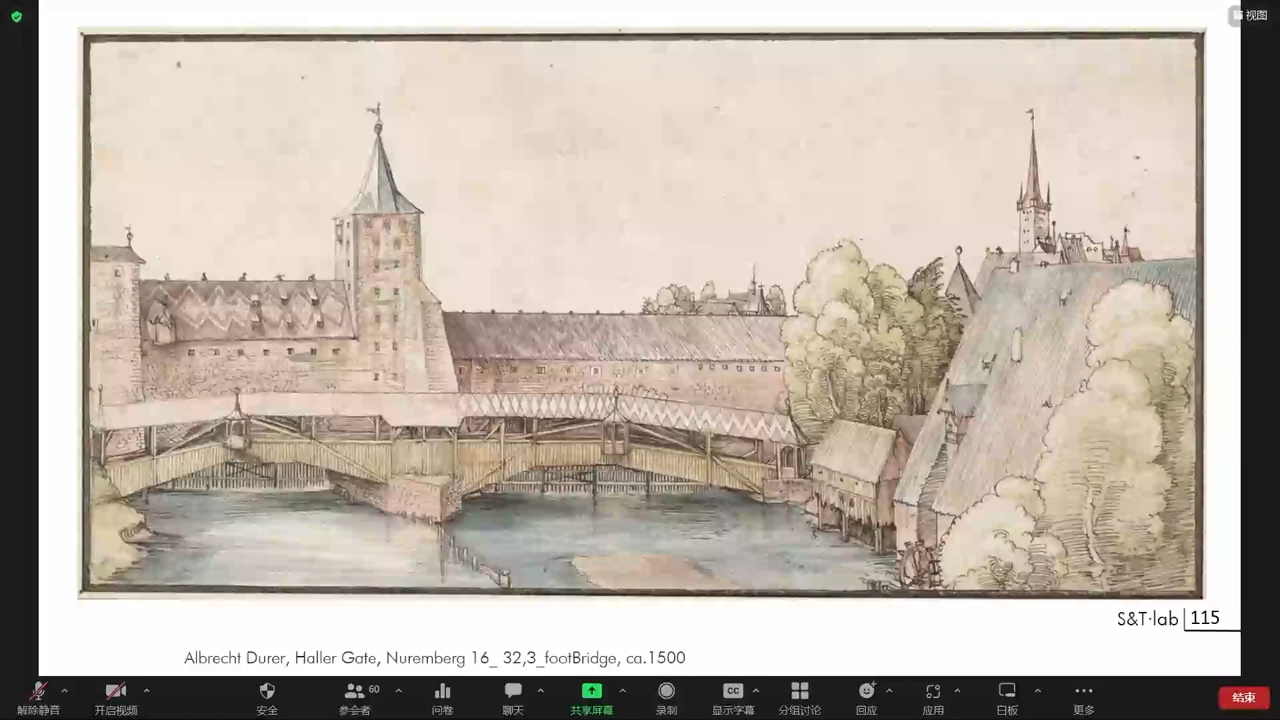 视图
S&T·lab 115
Albrecht Durer, Haller Gate, Nuremberg 16_ 32,3_footBridge, ca.1500
60
CC
解除静音 开启视频 安全 参会者 问卷 聊天 共享屏幕 录制 显示字幕 分组讨论 回应 应用 白板 更多 结束